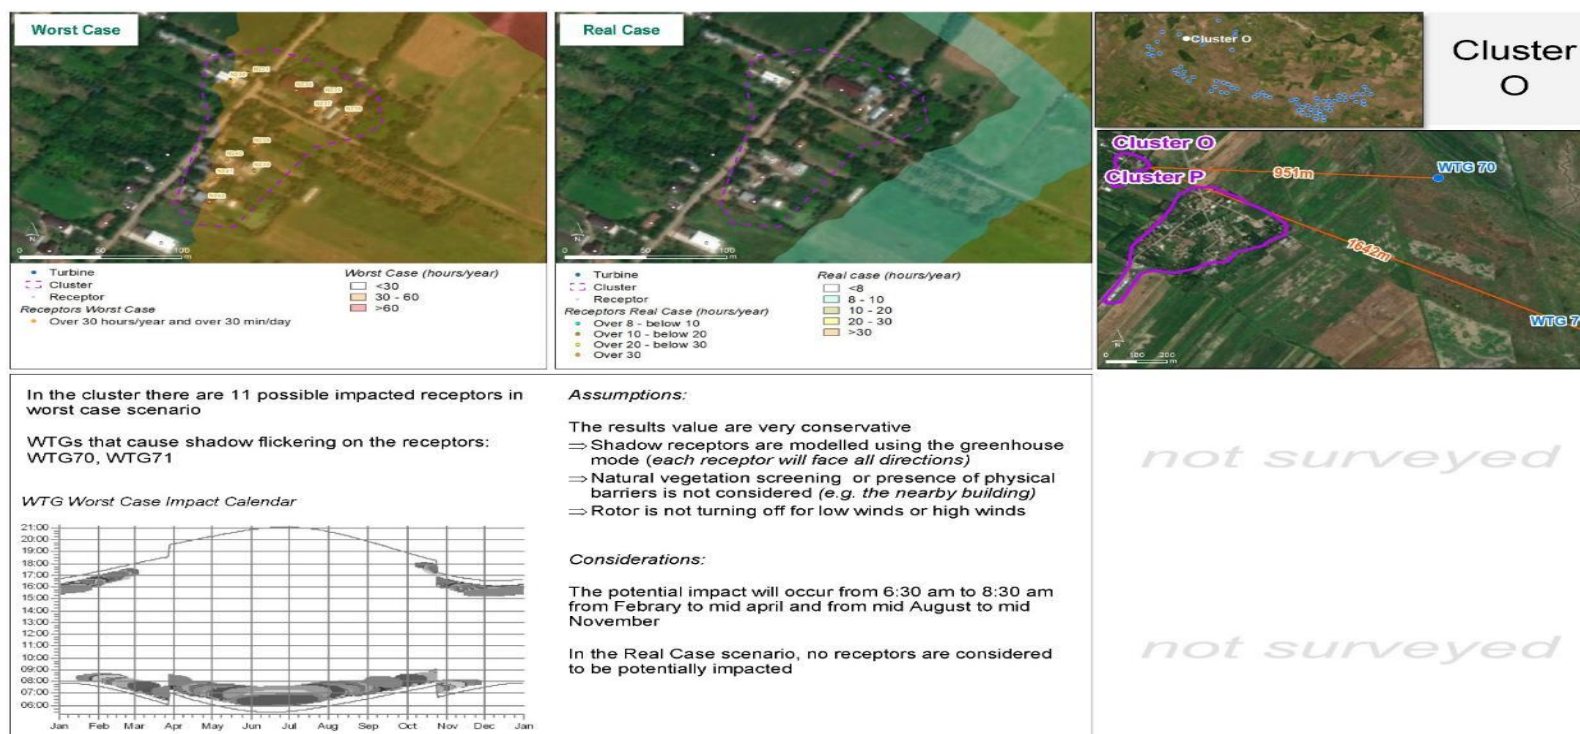 Worst Case
Real Case
Cluster O
Cluster
O
Cluster O
Cluster P
951m
WTG 70
1642m
WTG 7
N
0 50 100
m
Turbine
Cluster
Receptor
Receptors Worst Case
Over 30 hours/year and over 30 min/day
Worst Case (hours/year)
<30
30 - 60
>60
N
0 50 100
m
Turbine
Cluster
Receptor
Receptors Real Case (hours/year)
Over 8 - below 10
Over 10 - below 20
Over 20 - below 30
Over 30
Real case (hours/year)
<8
8 - 10
10 - 20
20 - 30
>30
N
0 100 200
m
In the cluster there are 11 possible impacted receptors in
worst case scenario
WTGs that cause shadow flickering on the receptors:
WTG70, WTG71
WTG Worst Case Impact Calendar
21:00
20:00
19:00
18:00
17:00
16:00
15:00
14:00
13:00
12:00
11:00
10:00
09:00
08:00
07:00
06:00
Jan Feb Mar Apr May Jun Jul Aug Sep Oct Nov Dec Jan
Assumptions:
The results value are very conservative
⇒ Shadow receptors are modelled using the greenhouse
mode (each receptor will face all directions)
⇒ Natural vegetation screening or presence of physical
barriers is not considered (e.g. the nearby building)
⇒ Rotor is not turning off for low winds or high winds
Considerations:
The potential impact will occur from 6:30 am to 8:30 am
from Febrary to mid april and from mid August to mid
November
In the Real Case scenario, no receptors are considered
to be potentially impacted
not surveyed
not surveyed